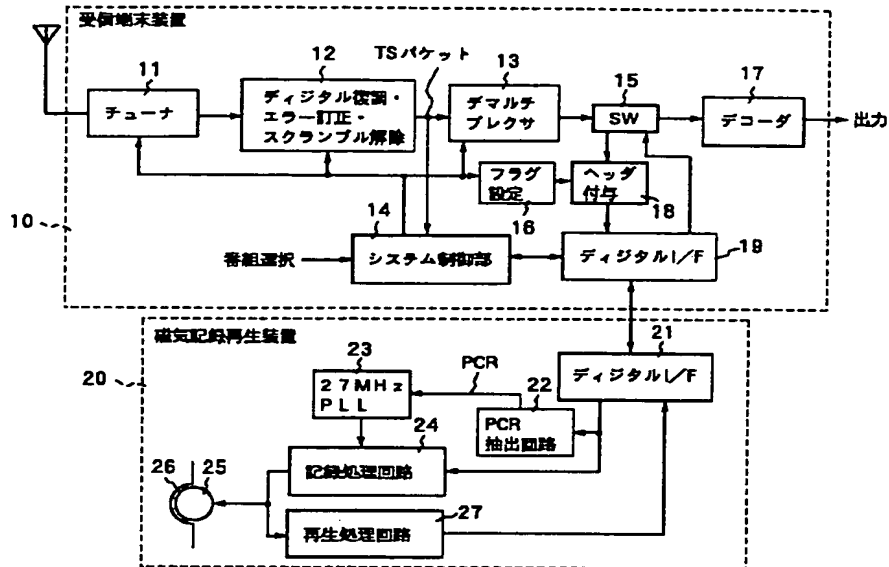 受信端末装置
TSパケット
11
チューナ
12
ディジタル復調・
エラー訂正・
スクランブル解除
13
デマルチ
プレクサ
15
SW
17
デコーダ
出力
フラグ
設定
16
ヘッダ
付与
18
10
14
番組選択
システム制御部
ディジタルI/F
19
磁気記録再生装置
20
21
ディジタルI/F
23
27MHz
PLL
PCR
22
PCR
抽出回路
24
記録処理回路
26
25
27
再生処理回路